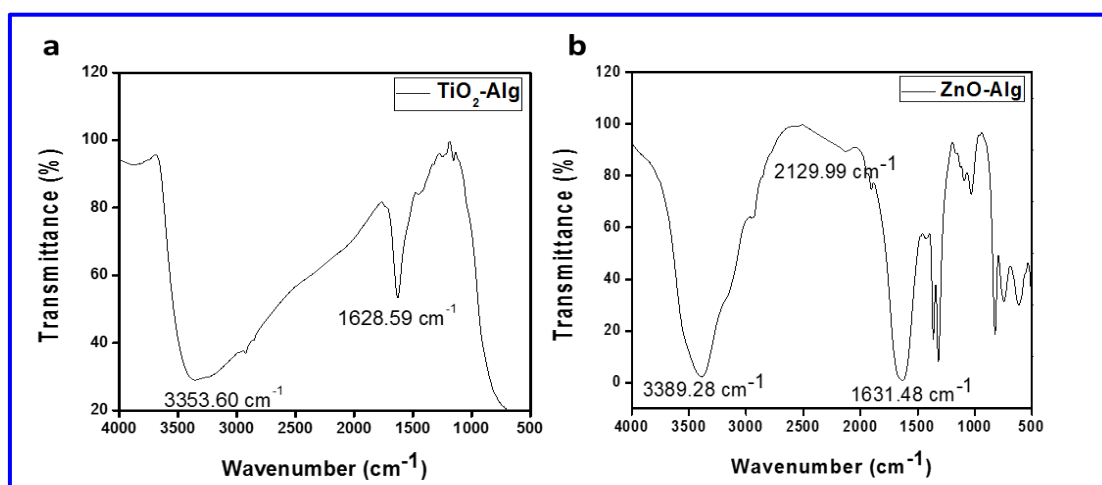 a
TiO2-Alg
120
100
80
60
40
20
Transmittance (%)
3353.60 cm-1
1628.59 cm-1
4000 3500 3000 2500 2000 1500 1000 500
Wavenumber (cm-1)
b
ZnO-Alg
120
100
80
60
40
20
0
Transmittance (%)
2129.99 cm-1
3389.28 cm-1
1631.48 cm-1
4000 3500 3000 2500 2000 1500 1000 500
Wavenumber (cm-1)